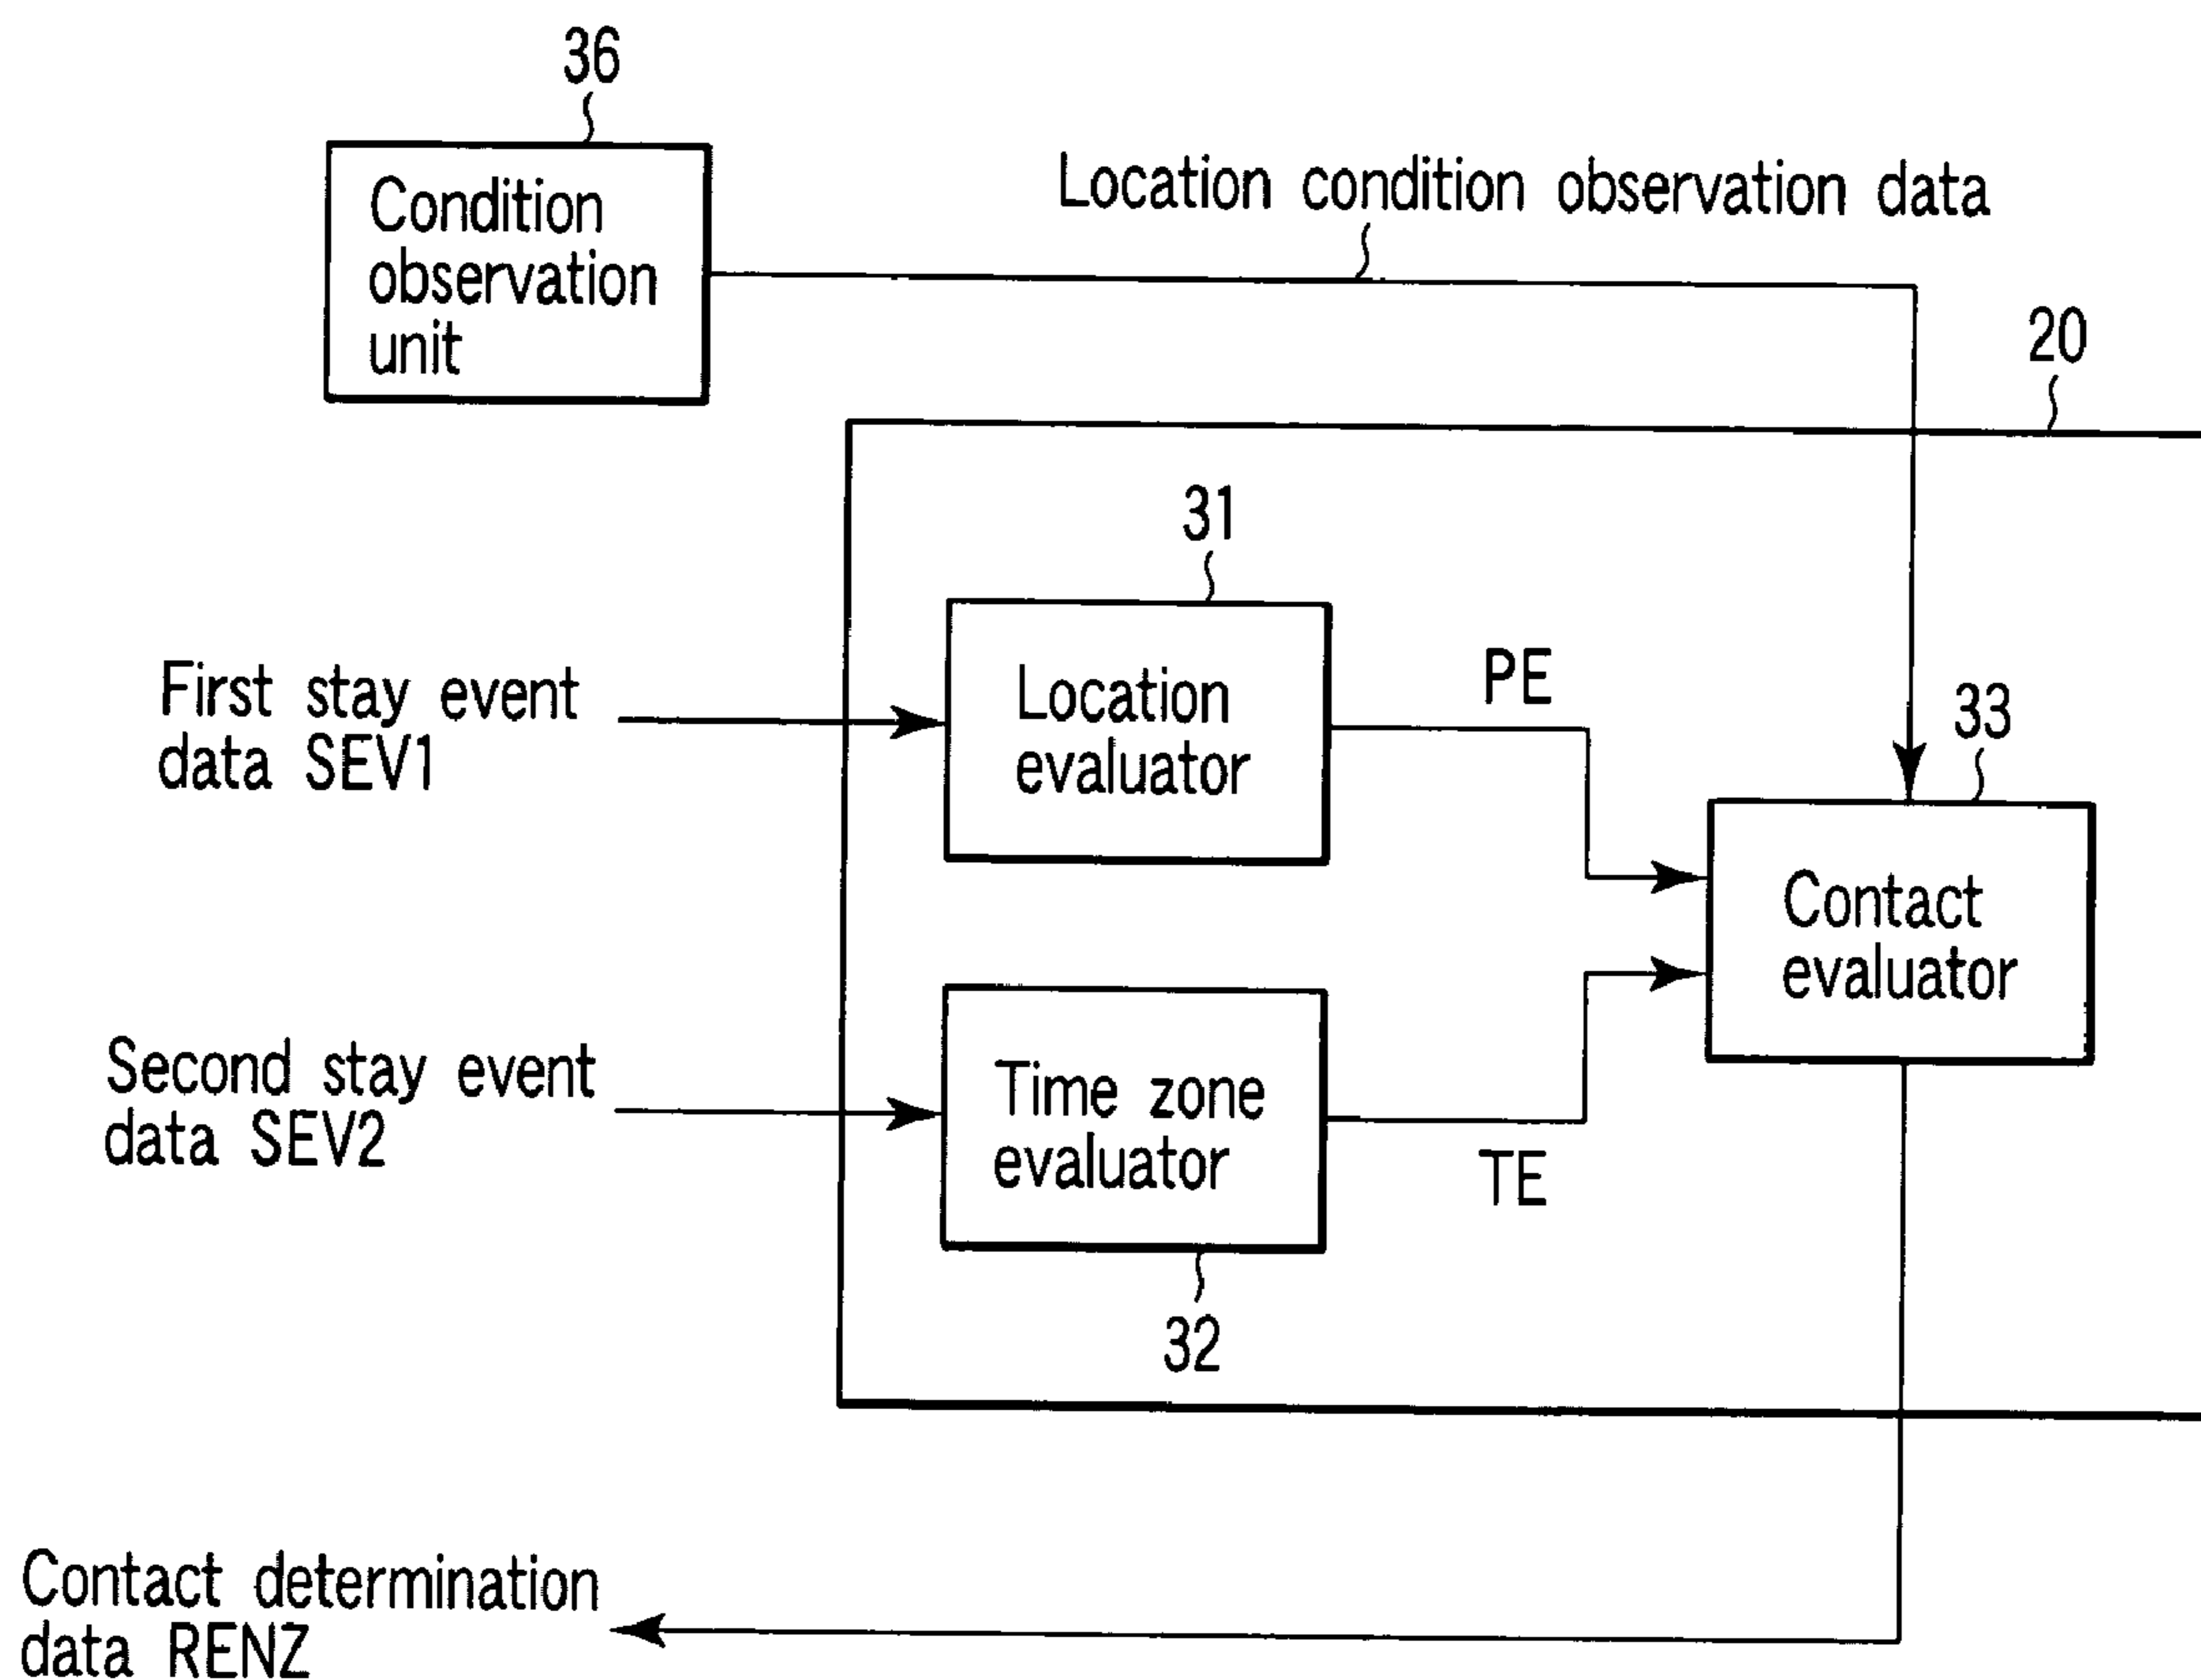 36
Condition
observation
unit
Location condition observation data
20
31
First stay event
data SEV1
Location
evaluator
PE
33
Contact
evaluator
Second stay event
data SEV2
Time zone
evaluator
TE
32
Contact determination
data RENZ